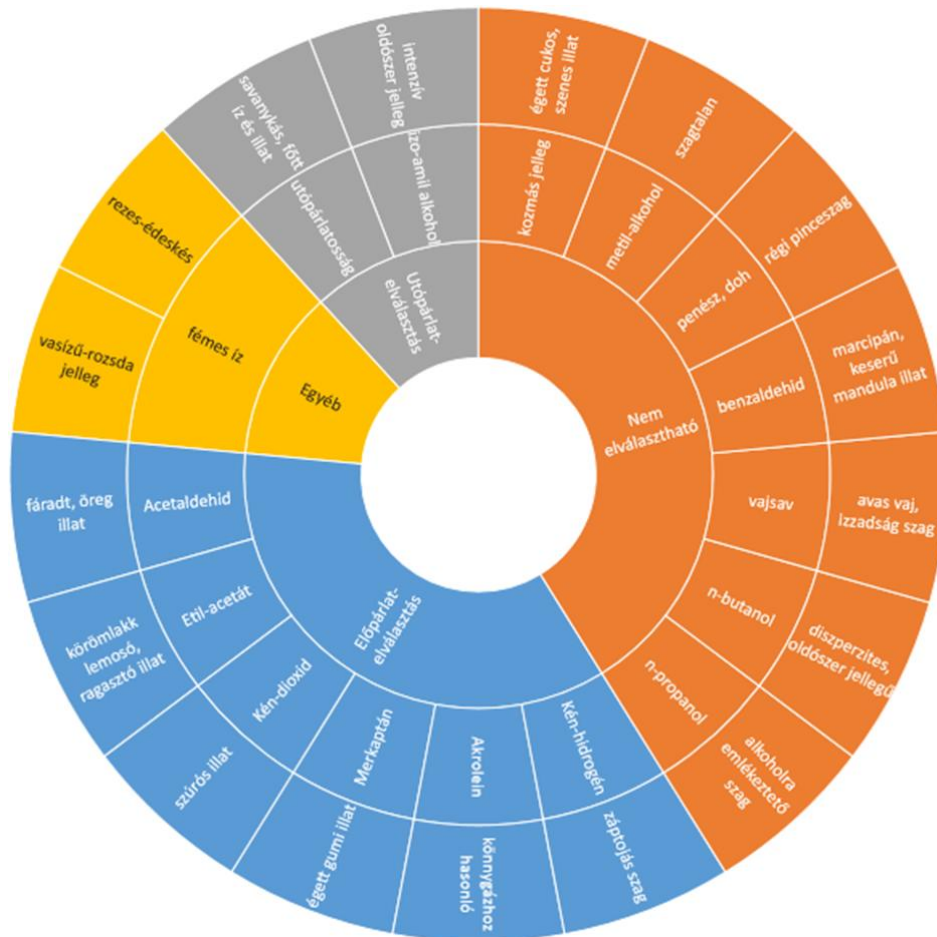 Nem
elválasztható
kozmás jelleg
égett cukos,
szenes illat
metil-alkohol
szagtalan
penész, doh
régi pinceszag
benzaldehid
marcipán,
keserű
mandula illat
vajsav
avas vaj,
izzadság szag
n-butanol
diszperzites,
oldószer jellegű
n-propanol
alkoholra
emlékeztető
szag
Előpárlat-
elválasztás
Kén-hidrogén
záptojás szag
Akrolein
könnygázhoz
hasonló
Merkaptán
égett gumi illat
Kén-dioxid
szúrós illat
Etil-acetát
körömlakk
lemosó,
ragasztó illat
Acetaldehid
fáradt, öreg
illat
Egyéb
fémes íz
vasízű-rozsda
jelleg
rezes-édeskés
Utópárlat-
elválasztás
utópárlatosság
savanykás, főtt
íz és illat
izo-amil alkohol
intenzív
oldószer jelleg